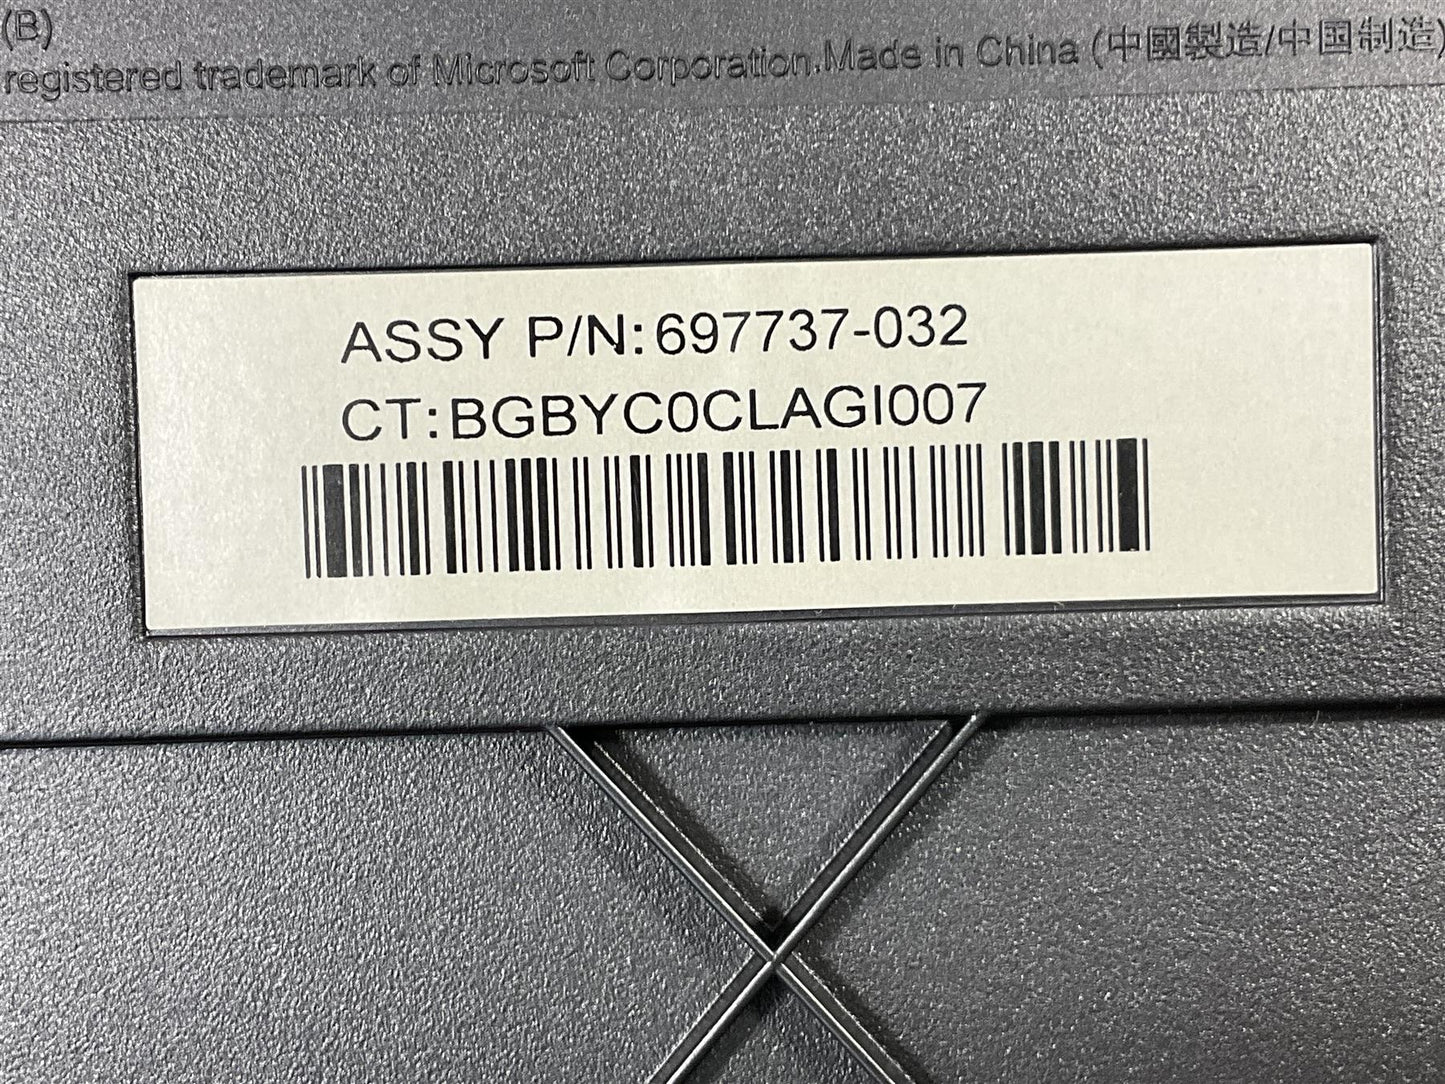 (B)
registered trademark of Microsoft Corporation.Made in China (中國製造/中国制造)
ASSY P/N:697737-032
CT:BGBYC0CLAGI007